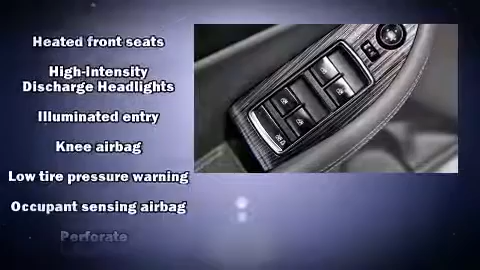 Heated front seats
High-Intensity
Discharge Headlights
Illuminated entry
Knee airbag
Low tire pressure warning
Occupant sensing airbag
Perforate